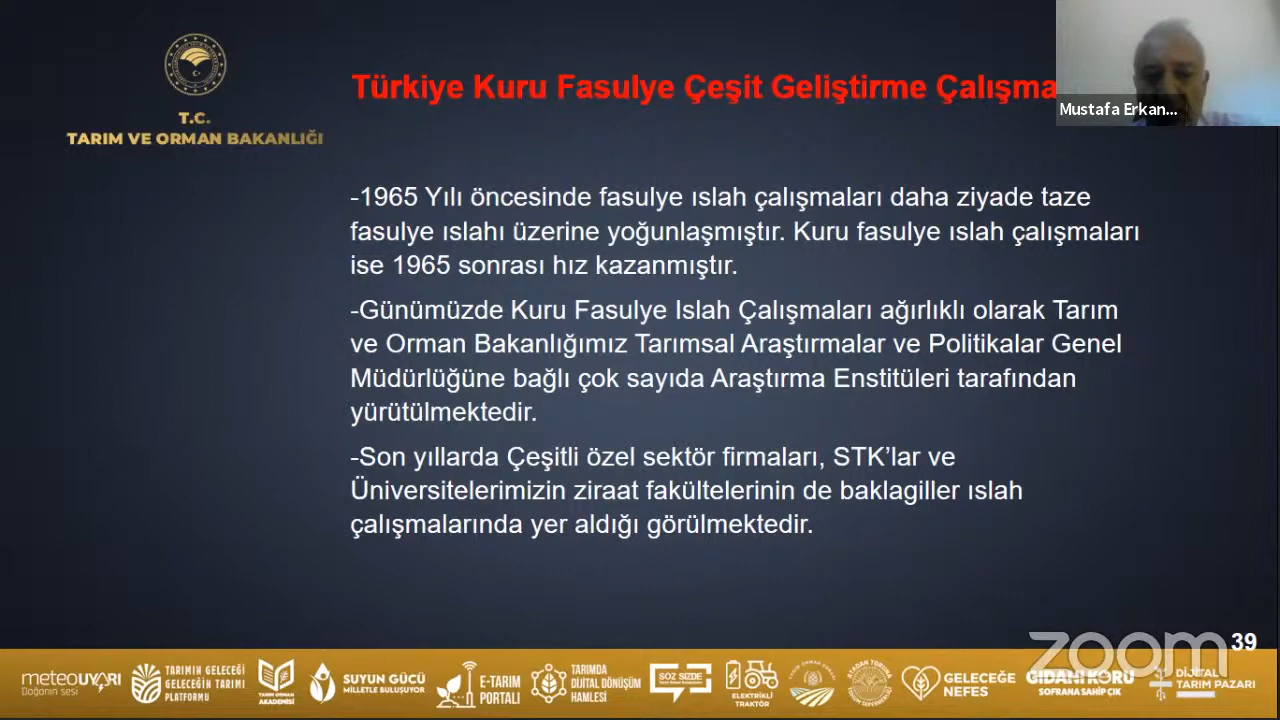 T.C.
TARIM VE ORMAN BAKANLIĞI
Türkiye Kuru Fasulye Çeşit Geliştirme Çalışma
Mustafa Erkan...
-1965 Yılı öncesinde fasulye ıslah çalışmaları daha ziyade taze
fasulye ıslahı üzerine yoğunlaşmıştır. Kuru fasulye ıslah çalışmaları
ise 1965 sonrası hız kazanmıştır.
-Günümüzde Kuru Fasulye Islah Çalışmaları ağırlıklı olarak Tarım
ve Orman Bakanlığımız Tarımsal Araştırmalar ve Politikalar Genel
Müdürlüğüne bağlı çok sayıda Araştırma Enstitüleri tarafından
yürütülmektedir.
-Son yıllarda Çeşitli özel sektör firmaları, STK’lar ve
Üniversitelerimizin ziraat fakültelerinin de baklagiller ıslah
çalışmalarında yer aldığı görülmektedir.
39
zoom
meteoUYARI
Doğanın sesi
TARIMIN GELECEĞİ
GELECEĞİN TARIMI
PLATFORMU
TARIM ORMAN
AKADEMİSİ
SUYUN GÜCÜ
MİLLETLE BULUŞUYOR
E-TARIM
PORTALI
TARIMDA
DİJİTAL DÖNÜŞÜM
HAMLESİ
SÖZ SİZDE
ELEKTRİKLİ
TRAKTÖR
GELECEĞE
NEFES
GIDANI KORU
SOFRANA SAHİP ÇIK
DİJİTAL
TARIM PAZARI